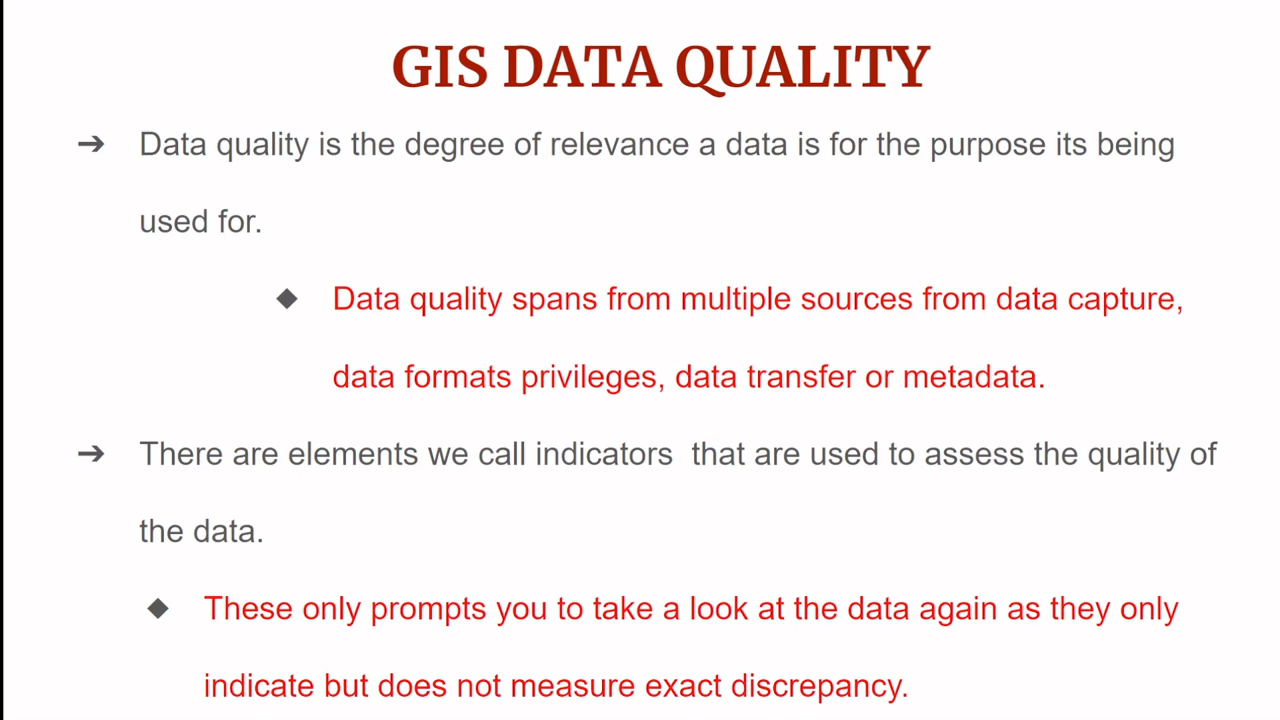 GIS DATA QUALITY
➔ Data quality is the degree of relevance a data is for the purpose its being
used for.
◆ Data quality spans from multiple sources from data capture,
data formats privileges, data transfer or metadata.
➔ There are elements we call indicators  that are used to assess the quality of
the data.
◆ These only prompts you to take a look at the data again as they only
indicate but does not measure exact discrepancy.